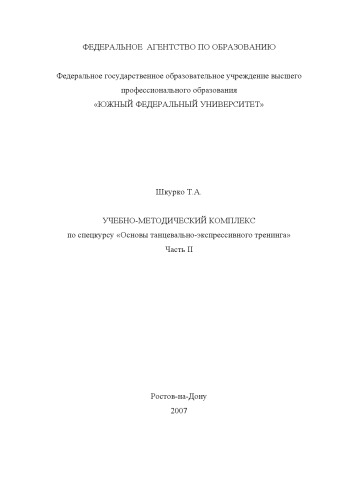 ФЕДЕРАЛЬНОЕ АГЕНТСТВО ПО ОБРАЗОВАНИЮ
Федеральное государственное образовательное учреждение высшего
профессионального образования
«ЮЖНЫЙ ФЕДЕРАЛЬНЫЙ УНИВЕРСИТЕТ»
Шкурко Т.А.
УЧЕБНО-МЕТОДИЧЕСКИЙ КОМПЛЕКС
по спецкурсу «Основы танцевально-экспрессивного тренинга»
Часть II
Ростов-на-Дону
2007